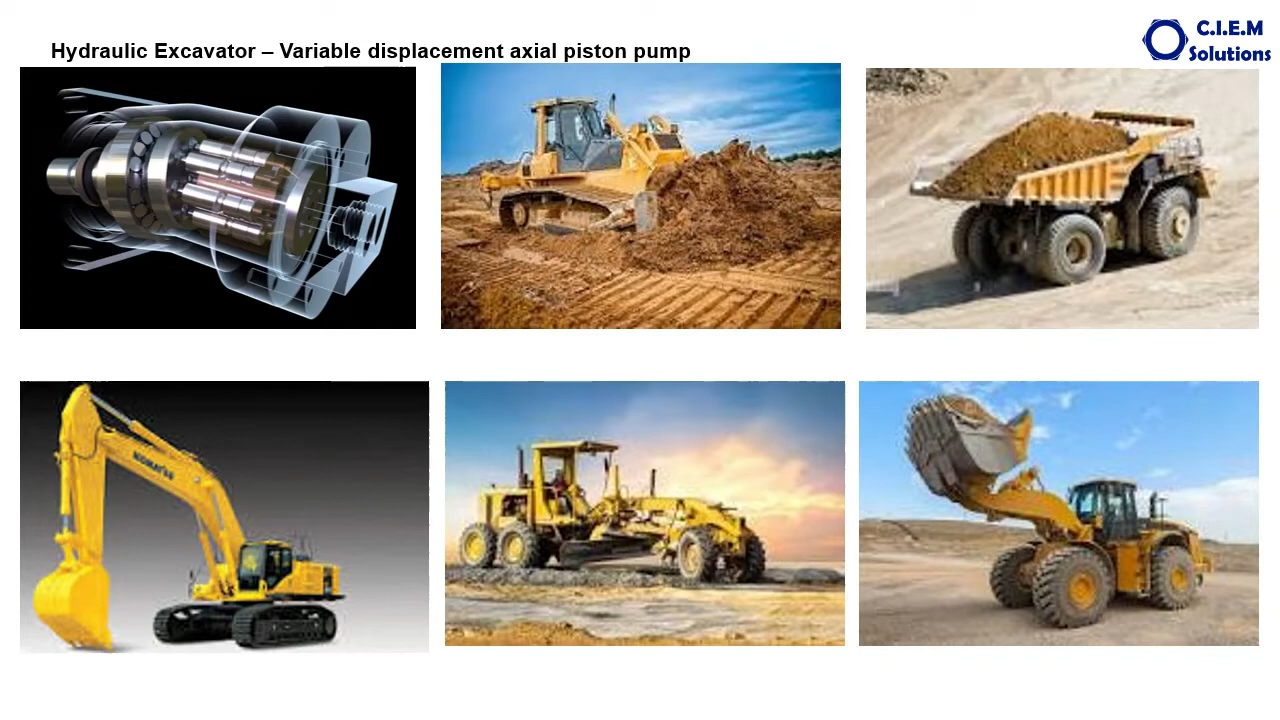 Hydraulic Excavator – Variable displacement axial piston pump
C.I.E.M
Solutions
KOMATSU